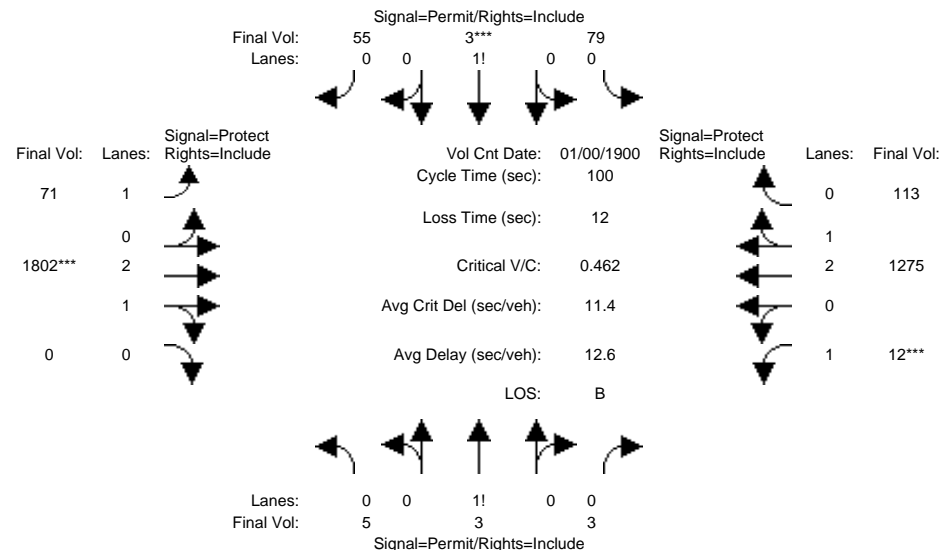 Signal=Permit/Rights=Include
Final Vol: 55 3*** 79
Lanes: 0 0 1! 0 0
Signal=Protect Signal=Protect
Final Vol: Lanes: Rights=Include Vol Cnt Date: 01/00/1900 Rights=Include Lanes: Final Vol:
Cycle Time (sec): 100
71 1 0 113
Loss Time (sec): 12
0 1
1802*** 2 Critical V/C: 0.462 2 1275
1 Avg Crit Del (sec/veh): 11.4 0
0 0 Avg Delay (sec/veh): 12.6 1 12***
LOS: B
Lanes: 0 0 1! 0 0
Final Vol: 5 3 3
Signal=Permit/Rights=Include